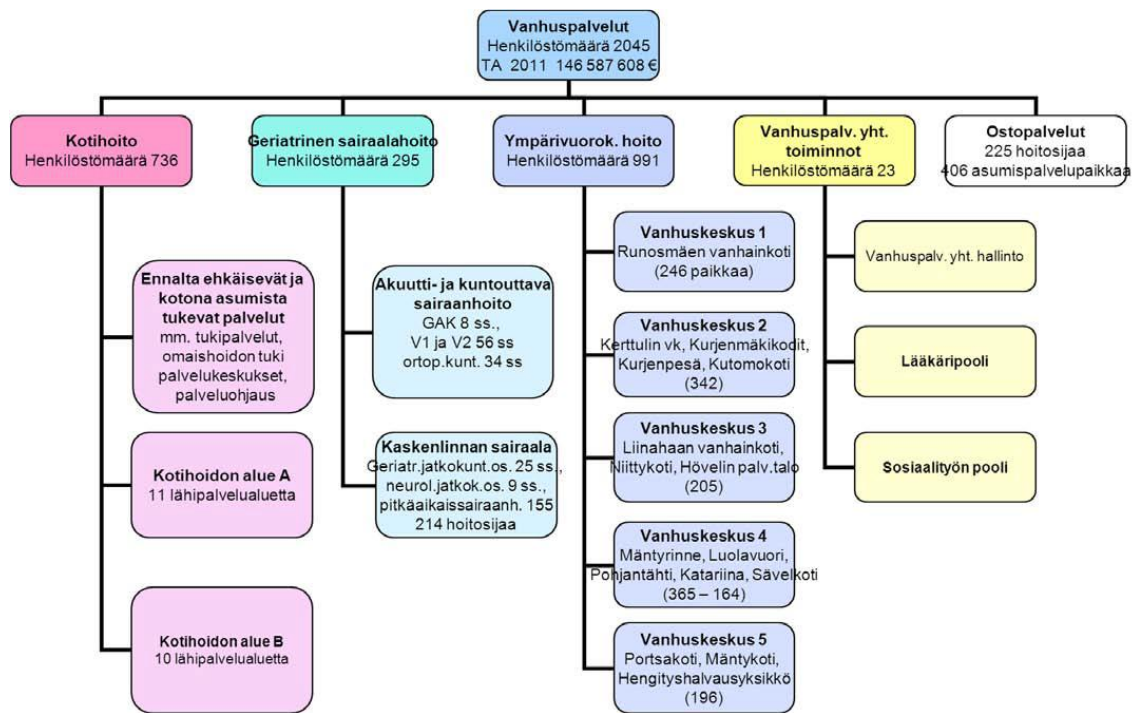 Vanhuspalvelut
Henkilöstömäärä 2045
TA 2011 146 587 608 €
Kotihoito
Henkilöstömäärä 736
Geriatrinen sairaalahoito
Henkilöstömäärä 295
Ympärivuorok. hoito
Henkilöstömäärä 991
Vanhuspalv. yht.
toiminnot
Henkilöstömäärä 23
Ostopalvelut
225 hoitosijaa
406 asumispalvelupaikkaa
Ennalta ehkäisevät ja
kotona asumista
tukevat palvelut
mm. tukipalvelut,
omaishoidon tuki
palvelukeskukset,
palveluohjaus
Kotihoidon alue A
11 lähipalvelualuetta
Kotihoidon alue B
10 lähipalvelualuetta
Akuutti- ja kuntouttava
sairaanhoito
GAK 8 ss.,
V1 ja V2 56 ss
ortop.kunt. 34 ss
Kaskenlinnan sairaala
Geriatr.jatkokunt.os. 25 ss.,
neurol.jatkok.os. 9 ss.,
pitkäaikaissairaanh. 155
214 hoitosijaa
Vanhuskeskus 1
Runosmäen vanhainkoti
(246 paikkaa)
Vanhuskeskus 2
Kerttulin vk, Kurjenmäkikodit,
Kurjenpesä, Kutomokoti
(342)
Vanhuskeskus 3
Liinahaan vanhainkoti,
Niittykoti, Hövelin palv.talo
(205)
Vanhuskeskus 4
Mäntyrinne, Luolavuori,
Pohjantähti, Katariina, Sävelkoti
(365 – 164)
Vanhuskeskus 5
Portsakoti, Mäntykoti,
Hengityshalvausyksikkö
(196)
Vanhuspalv. yht. hallinto
Lääkäripooli
Sosiaalityön pooli